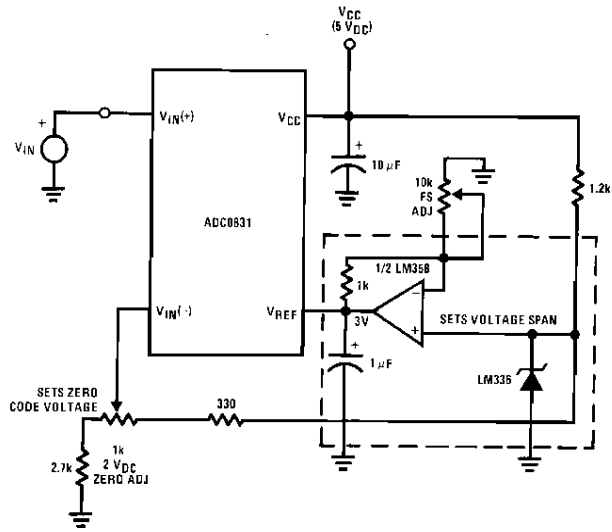 VCC
(5 VDC)
VIN(+)
VCC
+
VIN
+
10 µF
10k
FS
ADJ
1.2k
ADC0831
1/2 LM358
1k
VIN(-)
VREF
3V
-
+
SETS VOLTAGE SPAN
+
1 µF
LM336
SETS ZERO
CODE VOLTAGE
330
1k
2 VDC
ZERO ADJ
2.7k